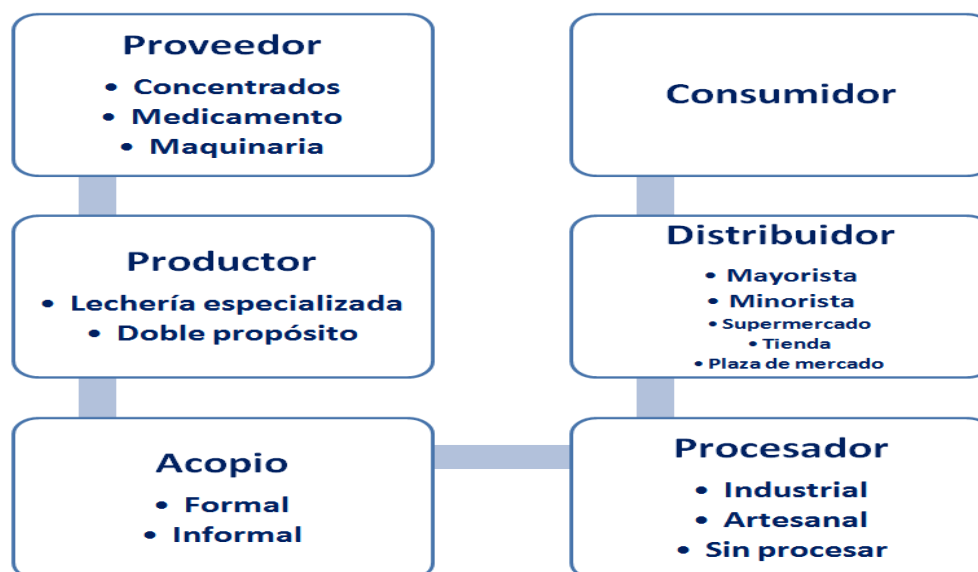 Proveedor
• Concentrados
• Medicamento
• Maquinaria
Productor
• Lechería especializada
• Doble propósito
Acopio
• Formal
• Informal
Procesador
• Industrial
• Artesanal
• Sin procesar
Distribuidor
• Mayorista
• Minorista
• Supermercado
• Tienda
• Plaza de mercado
Consumidor